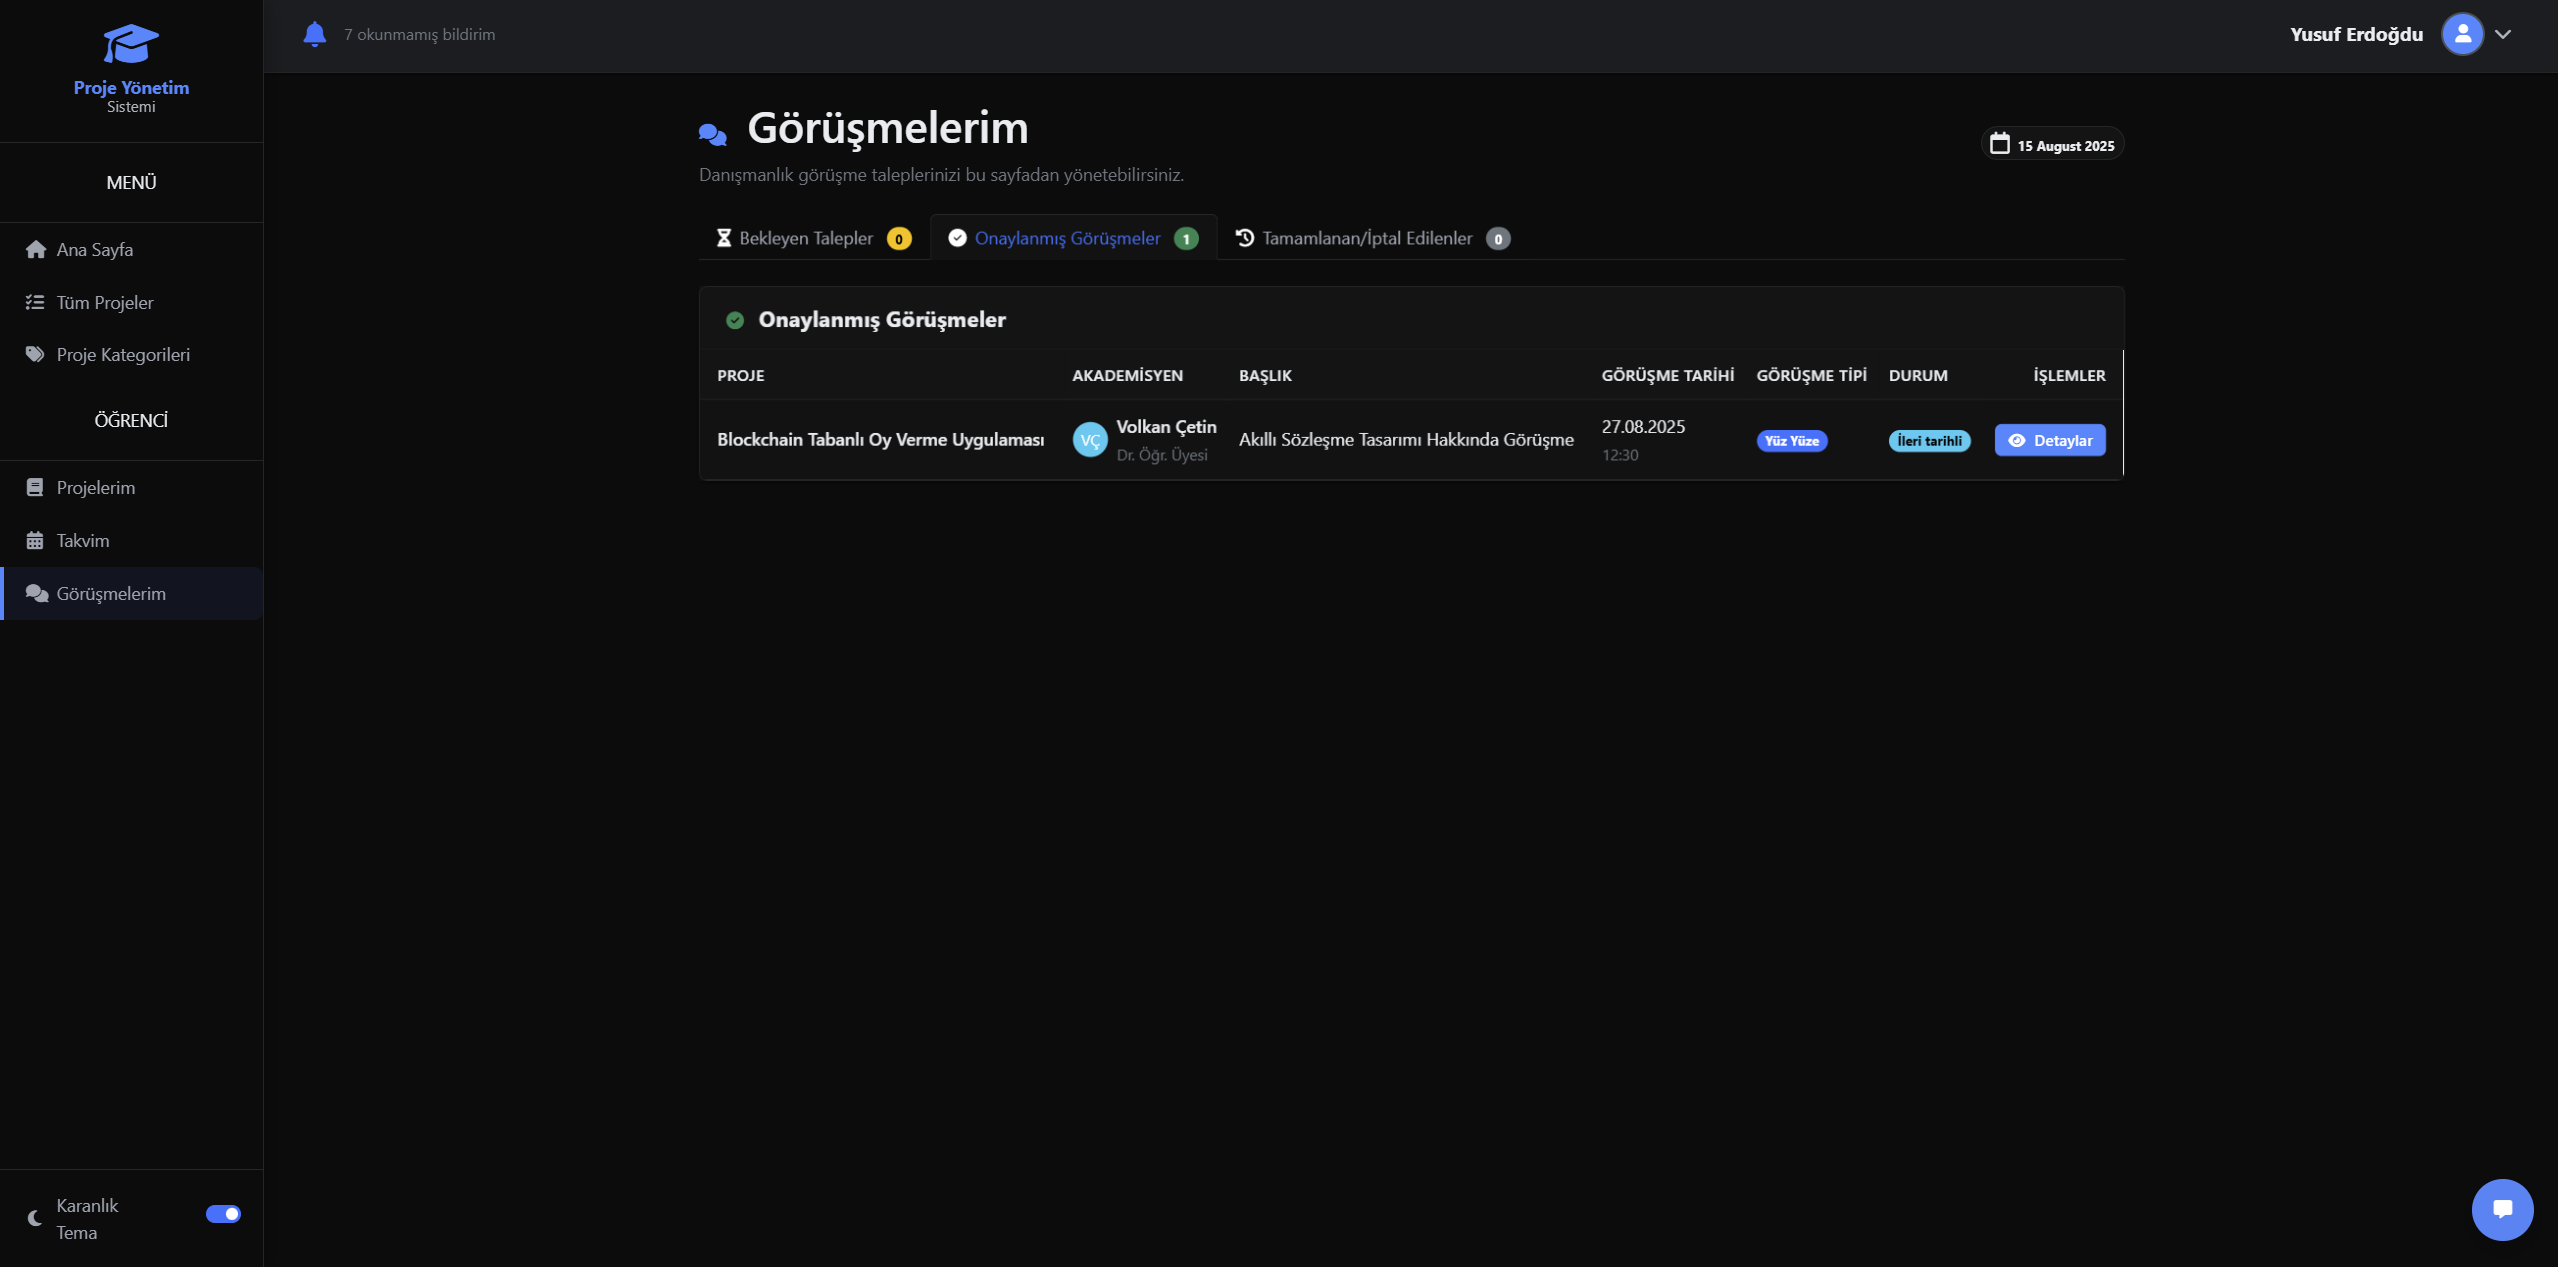 Proje Yönetim
Sistemi
MENÜ
Ana Sayfa
Tüm Projeler
Proje Kategorileri
ÖĞRENCİ
Projelerim
Takvim
Görüşmelerim
Karanlık
Tema
7 okunmamış bildirim
Yusuf Erdoğdu
Görüşmelerim
Danışmanlık görüşme taleplerinizi bu sayfadan yönetebilirsiniz.
15 August 2025
Bekleyen Talepler 0 Onaylanmış Görüşmeler 1 Tamamlanan/İptal Edilenler 0
Onaylanmış Görüşmeler
PROJE AKADEMİSYEN BAŞLIK GÖRÜŞME TARİHİ GÖRÜŞME TİPİ DURUM İŞLEMLER
Blockchain Tabanlı Oy Verme Uygulaması
VÇ
Volkan Çetin
Dr. Öğr. Üyesi
Akıllı Sözleşme Tasarımı Hakkında Görüşme
27.08.2025
12:30
Yüz Yüze
İleri tarihli
Detaylar